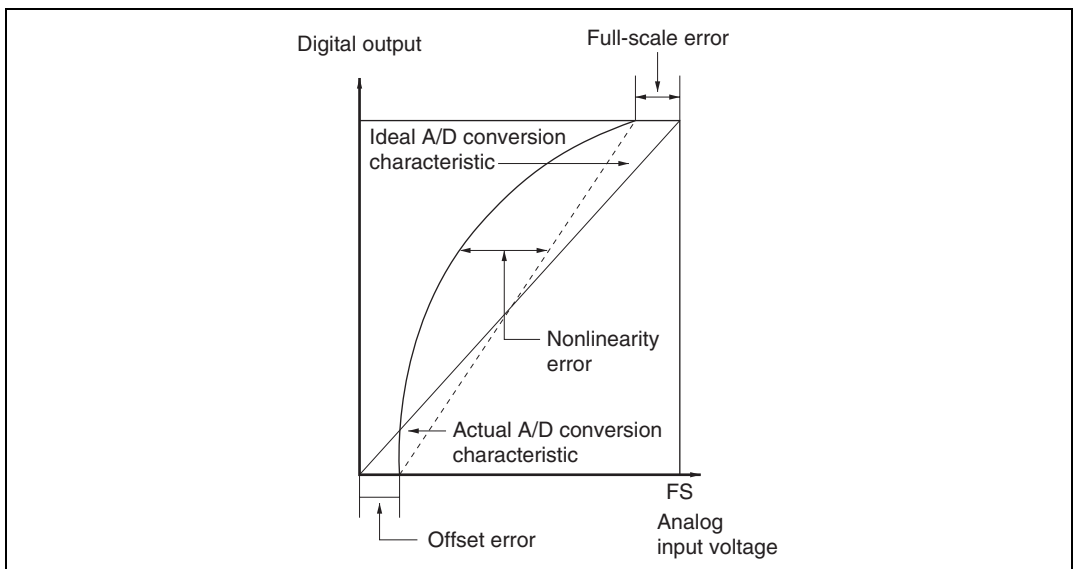 Full-scale error
Digital output
Ideal A/D conversion
characteristic
Nonlinearity
error
Actual A/D conversion
characteristic
FS
Analog
input voltage
Offset error